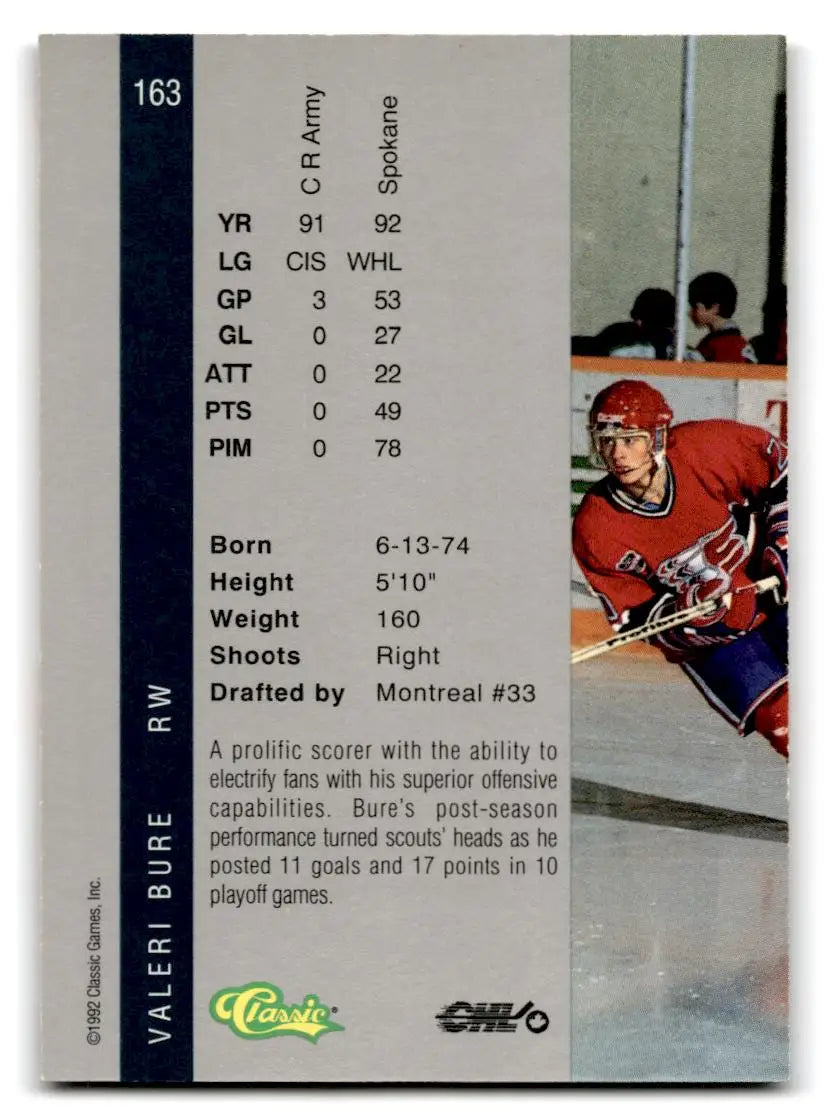 163
C R Army Spokane
YR 91 92
LG CIS WHL
GP 3 53
GL 0 27
ATT 0 22
PTS 0 49
PIM 0 78
Born 6-13-74
Height 5'10"
Weight 160
Shoots Right
Drafted by Montreal #33
A prolific scorer with the ability to
electrify fans with his superior offensive
capabilities. Bure's post-season
performance turned scouts' heads as he
posted 11 goals and 17 points in 10
playoff games.
VALERI BURE RW
©1992 Classic Games, Inc.
Classic®
CHL